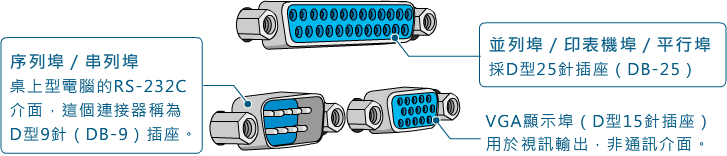 序列埠／串列埠
桌上型電腦的RS-232C
介面，這個連接器稱為
D型9針（DB-9）插座。
並列埠／印表機埠／平行埠
採D型25針插座（DB-25）
VGA顯示埠（D型15針插座）
用於視訊輸出，非通訊介面。